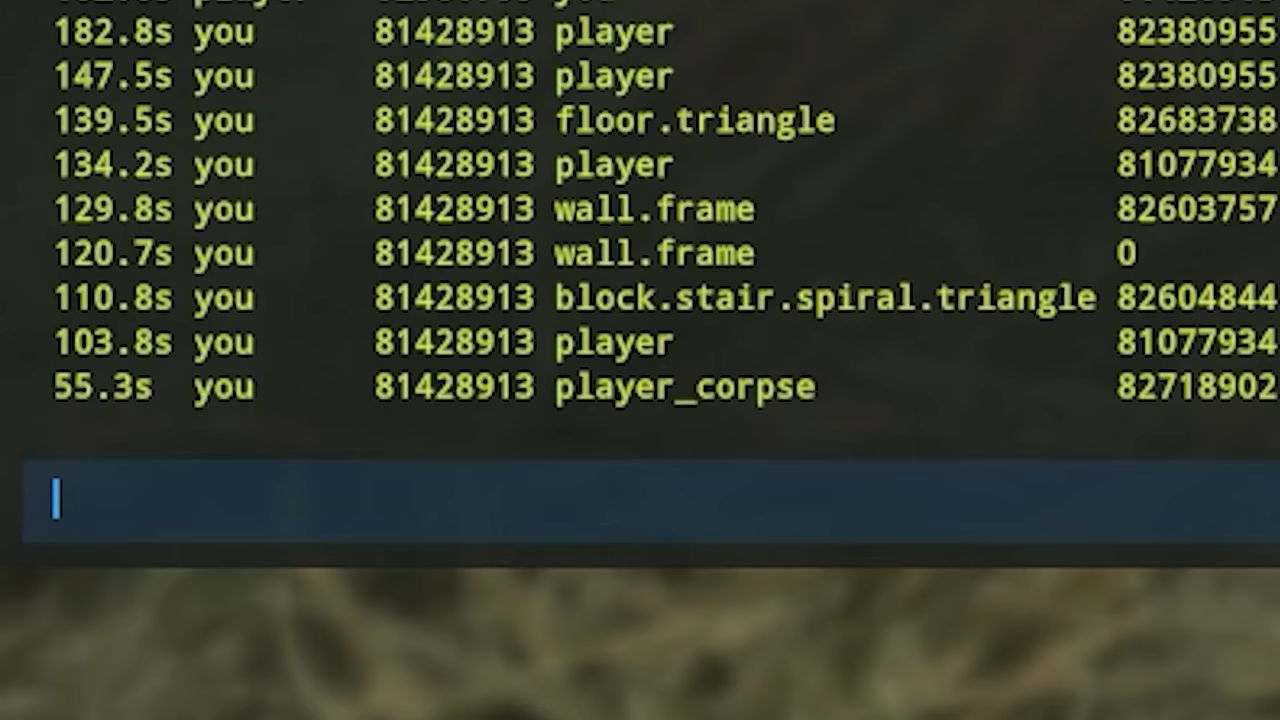 182.8s you 81428913 player 82380955
147.5s you 81428913 player 82380955
139.5s you 81428913 floor.triangle 82683738
134.2s you 81428913 player 81077934
129.8s you 81428913 wall.frame 82603757
120.7s you 81428913 wall.frame 0
110.8s you 81428913 block.stair.spiral.triangle 82604844
103.8s you 81428913 player 81077934
55.3s you 81428913 player_corpse 82718902